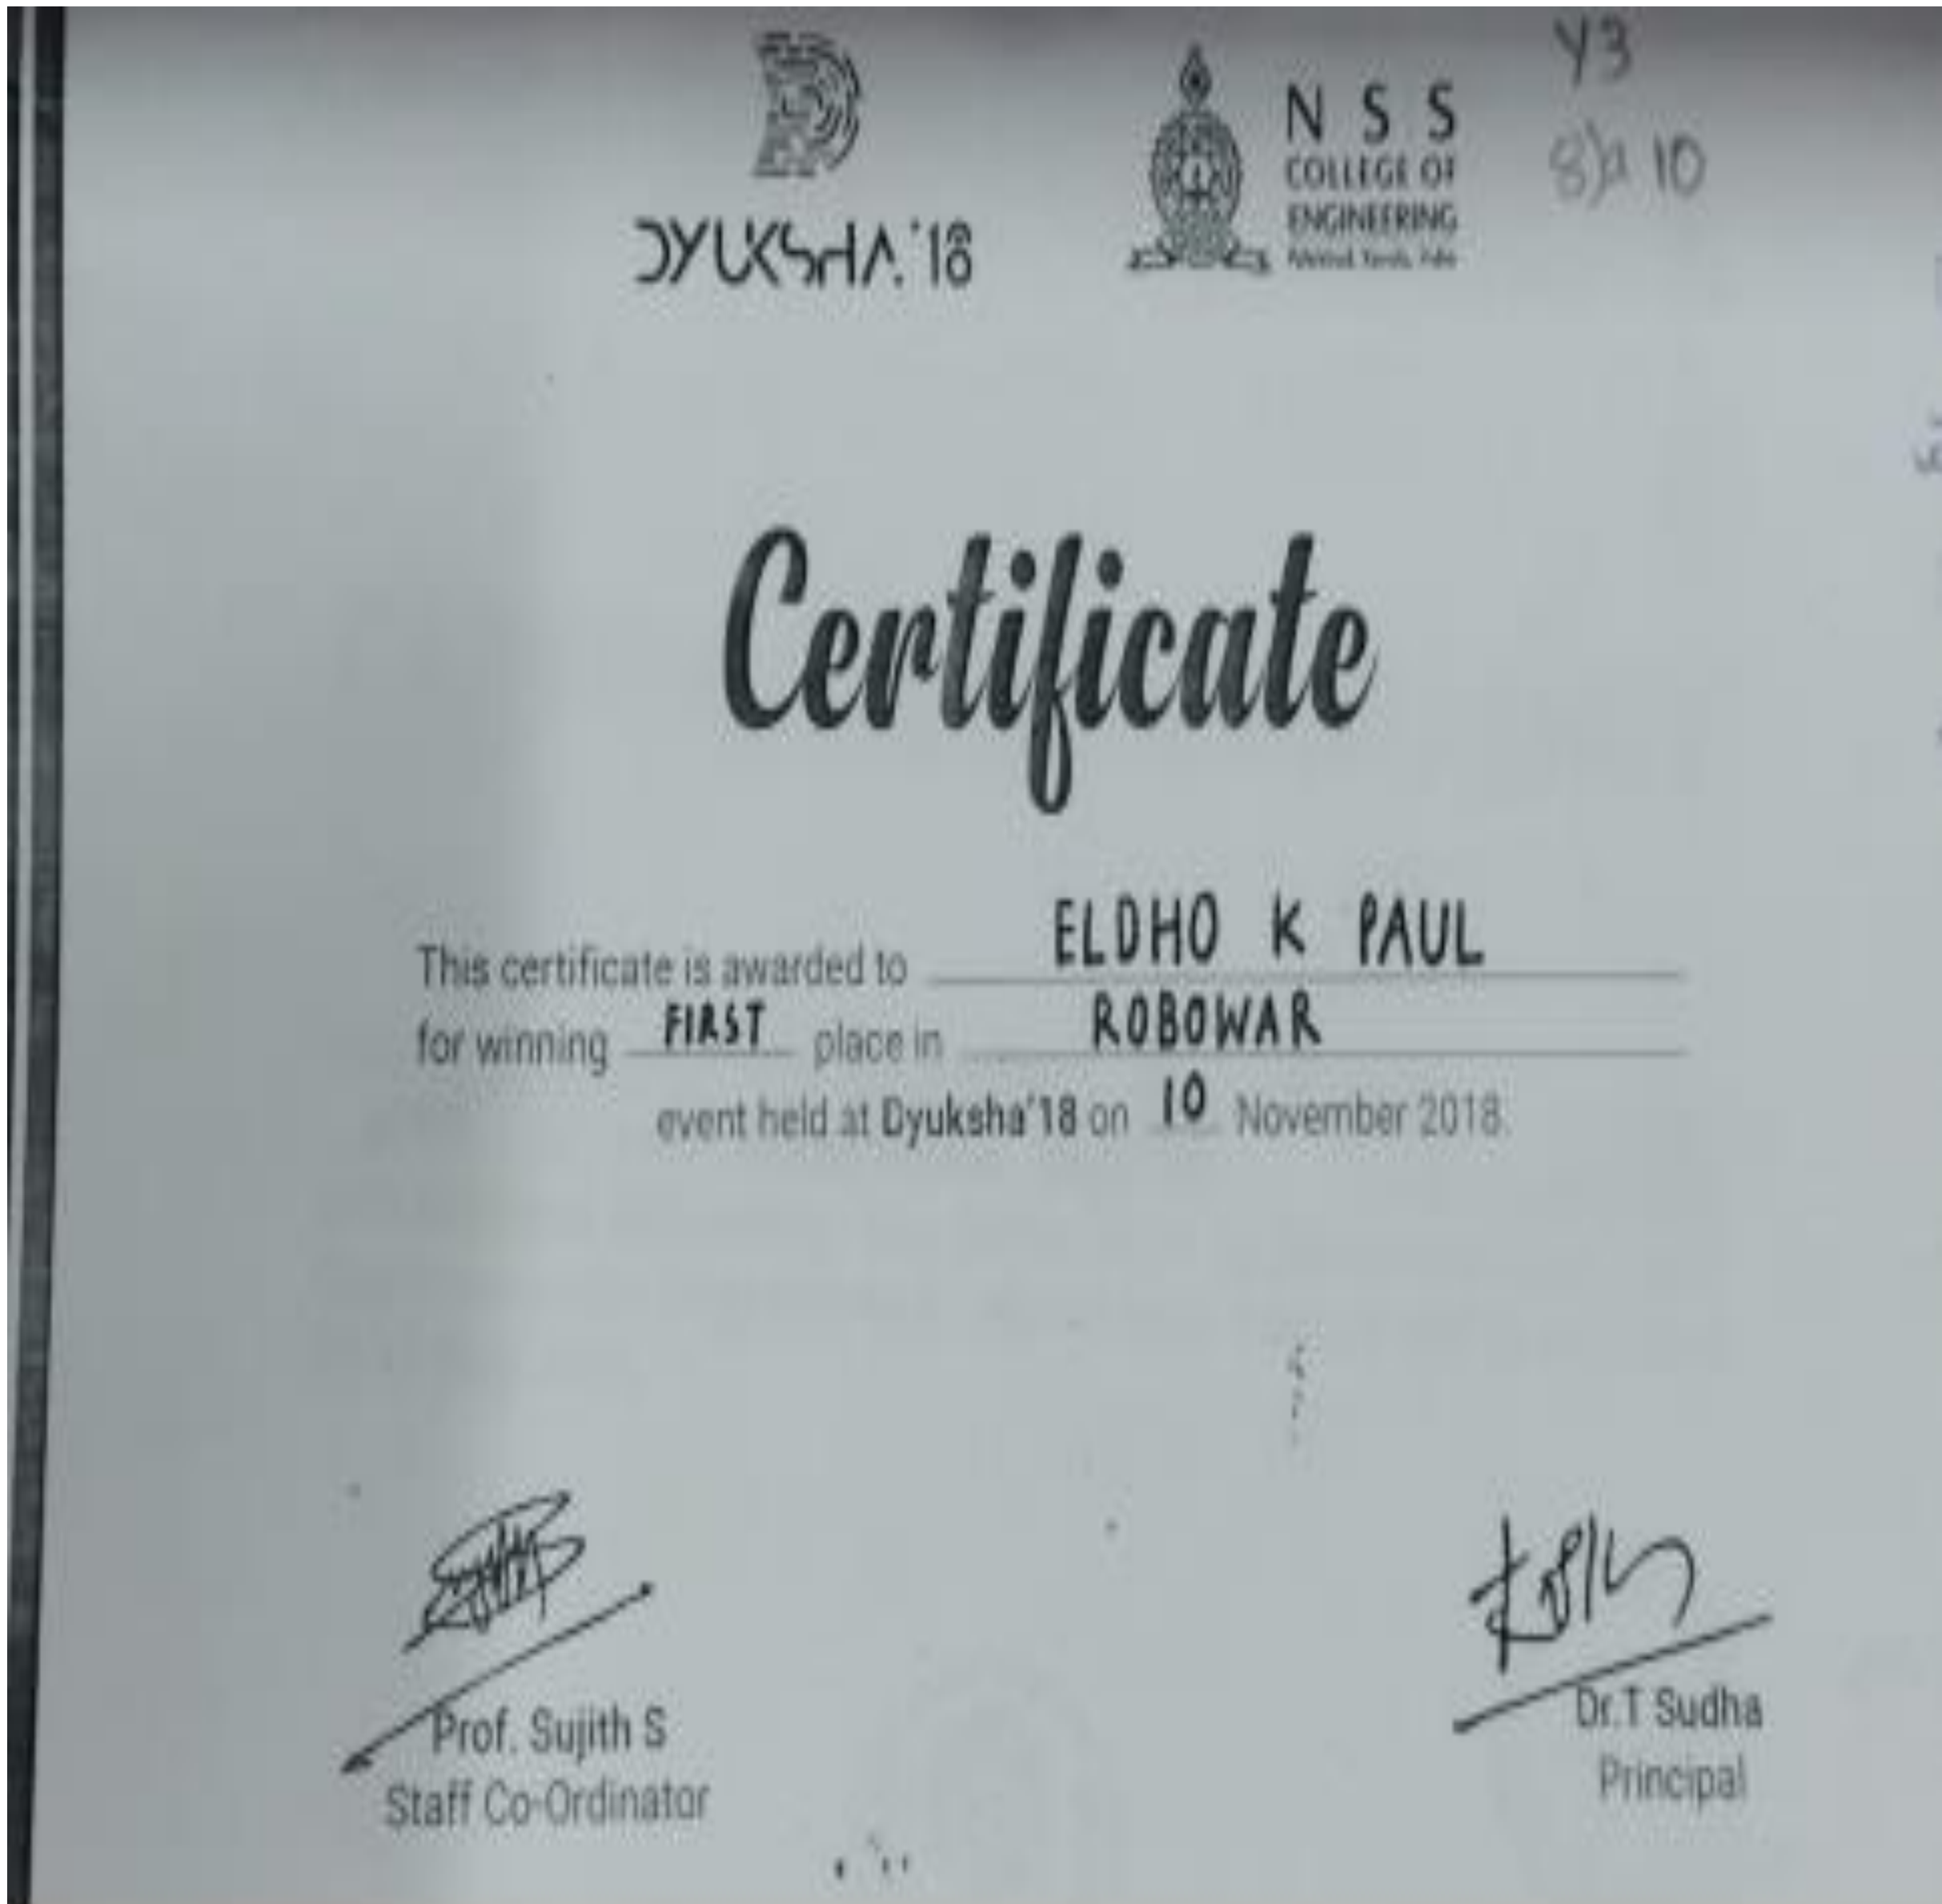 DYUKSHA'18
N S S
COLLEGE OF
ENGINEERING
Y3
10
Certificate
This certificate is awarded to ELDHO K PAUL
for winning FIRST place in ROBOWAR
event held at Dyuksha'18 on 10 November 2018.
Prof. Sujith S
Staff Co-Ordinator
Dr.T Sudha
Principal